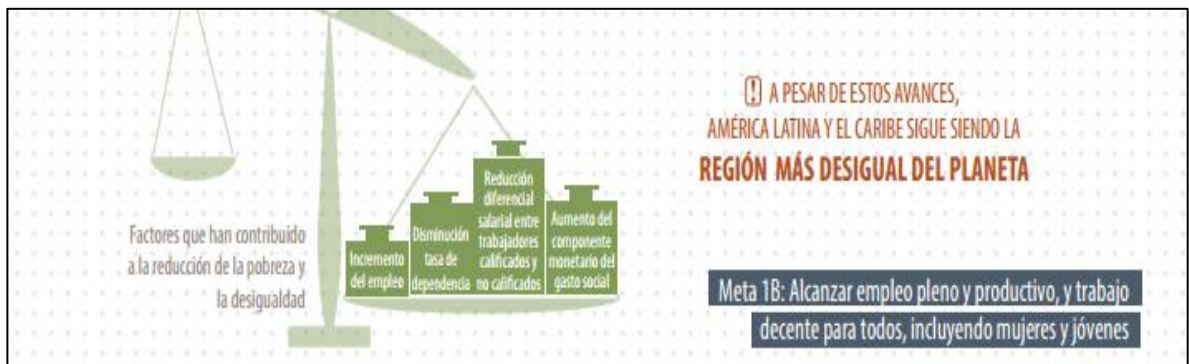 Factores que han contribuido
a la reducción de la pobreza y
la desigualdad
Incremento
del empleo
Disminución
tasa de
dependencia
Reducción
diferencial
salarial entre
trabajadores
calificados y
no calificados
Aumento del
componente
monetario del
gasto social
A PESAR DE ESTOS AVANCES,
AMÉRICA LATINA Y EL CARIBE SIGUE SIENDO LA
REGIÓN MÁS DESIGUAL DEL PLANETA
Meta 1B: Alcanzar empleo pleno y productivo, y trabajo
decente para todos, incluyendo mujeres y jóvenes